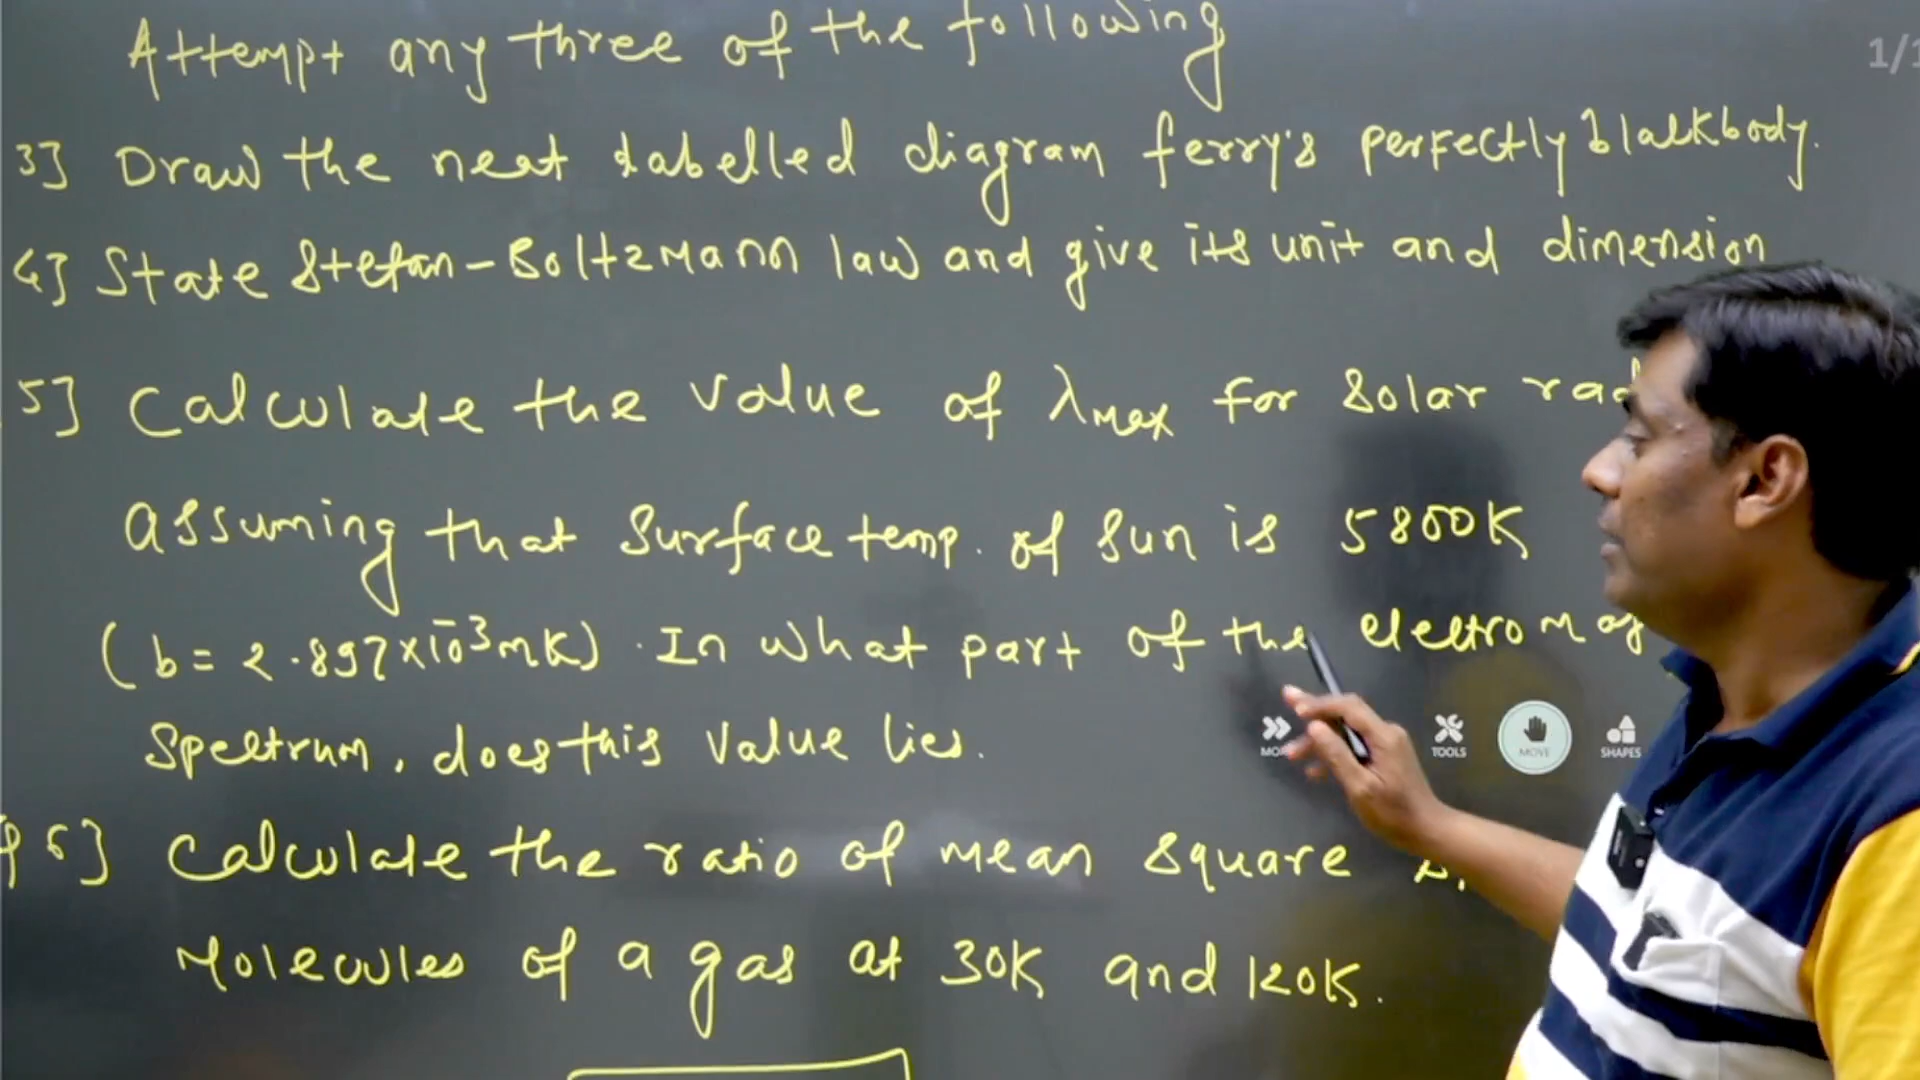 Attempt any three of the following
1/1
3] Draw the neat labelled diagram ferry's perfectly blackbody.
4] State Stefan-Boltzmann law and give its unit and dimension
5] Calculate the value of λmax for Solar rad
assuming that Surface temp. of Sun is 5800K
(b = 2.897×10⁻³mK). In what part of the electromag
Spectrum, does this value lies.
MORE TOOLS MOVE SHAPES
6] Calculate the ratio of mean square
Molecules of a gas at 30K and 120K.